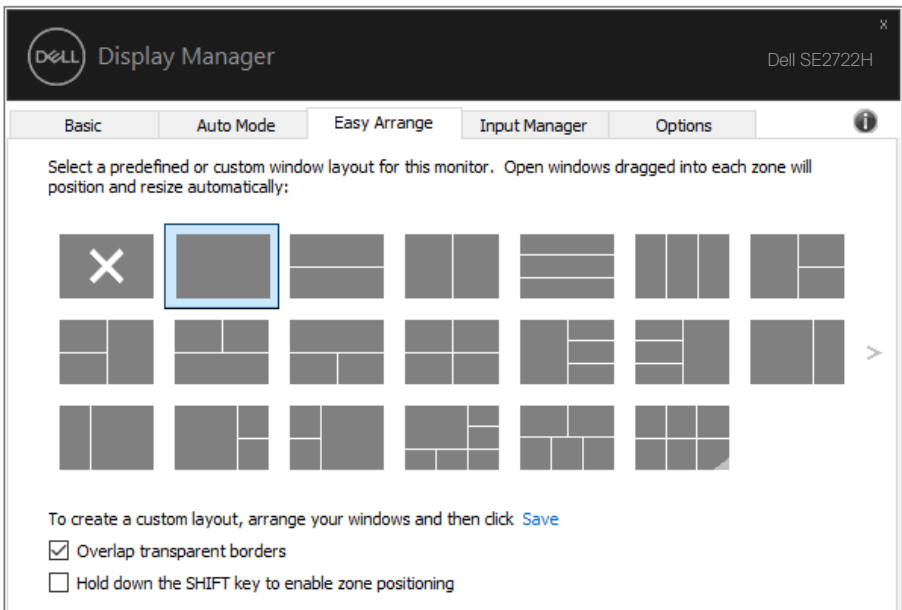 x
DELL Display Manager
Dell SE2722H
Basic Auto Mode Easy Arrange Input Manager Options
Select a predefined or custom window layout for this monitor. Open windows dragged into each zone will
position and resize automatically:
>
To create a custom layout, arrange your windows and then click Save
Overlap transparent borders
Hold down the SHIFT key to enable zone positioning